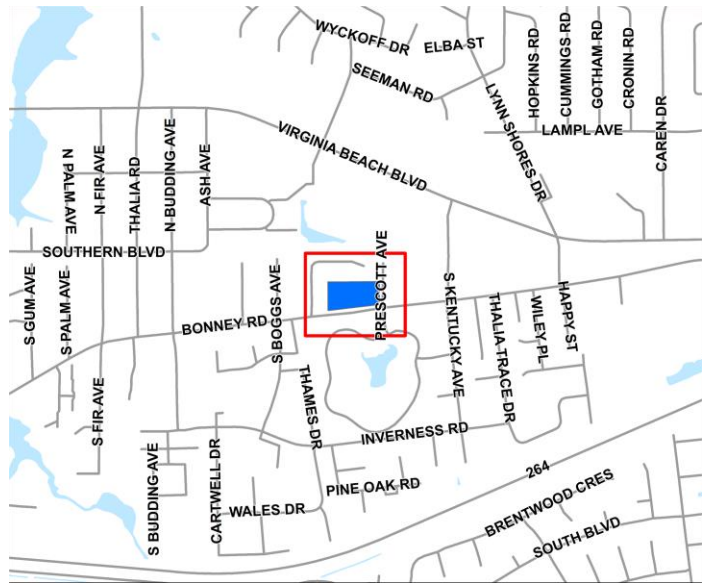 WYCKOFF DR
ELBA ST
SEEMAN RD
HOPKINS RD
CUMMINGS RD
GOTHAM RD
CRONIN RD
LAMPL AVE
CAREN DR
LYNN SHORES DR
VIRGINIA BEACH BLVD
N PALM AVE
N FIR AVE
THALIA RD
N BUDDING AVE
ASH AVE
SOUTHERN BLVD
S GUM AVE
S PALM AVE
S BOGGS AVE
PRESCOTT AVE
S KENTUCKY AVE
HAPPY ST
BONNEY RD
THALIA TRACE DR
WILEY PL
S FIR AVE
THAMES DR
INVERNESS RD
S BUDDING AVE
CARTWELL DR
PINE OAK RD
WALES DR
264
BRENTWOOD CRES
SOUTH BLVD